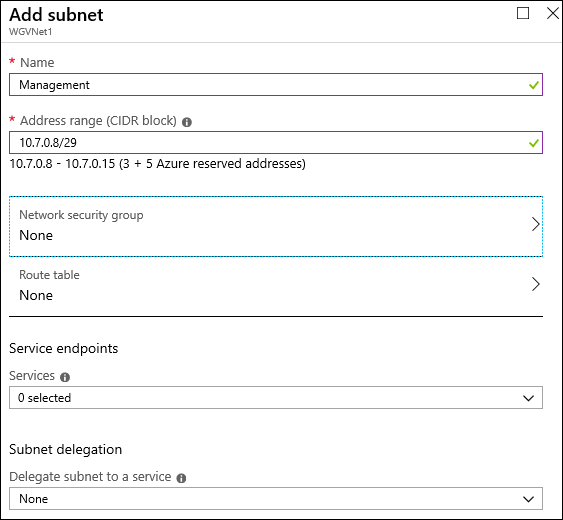 Add subnet
WGVNet1
* Name
Management
* Address range (CIDR block)
10.7.0.8/29
10.7.0.8 - 10.7.0.15 (3 + 5 Azure reserved addresses)
Network security group
None
Route table
None
Service endpoints
Services
0 selected
Subnet delegation
Delegate subnet to a service
None